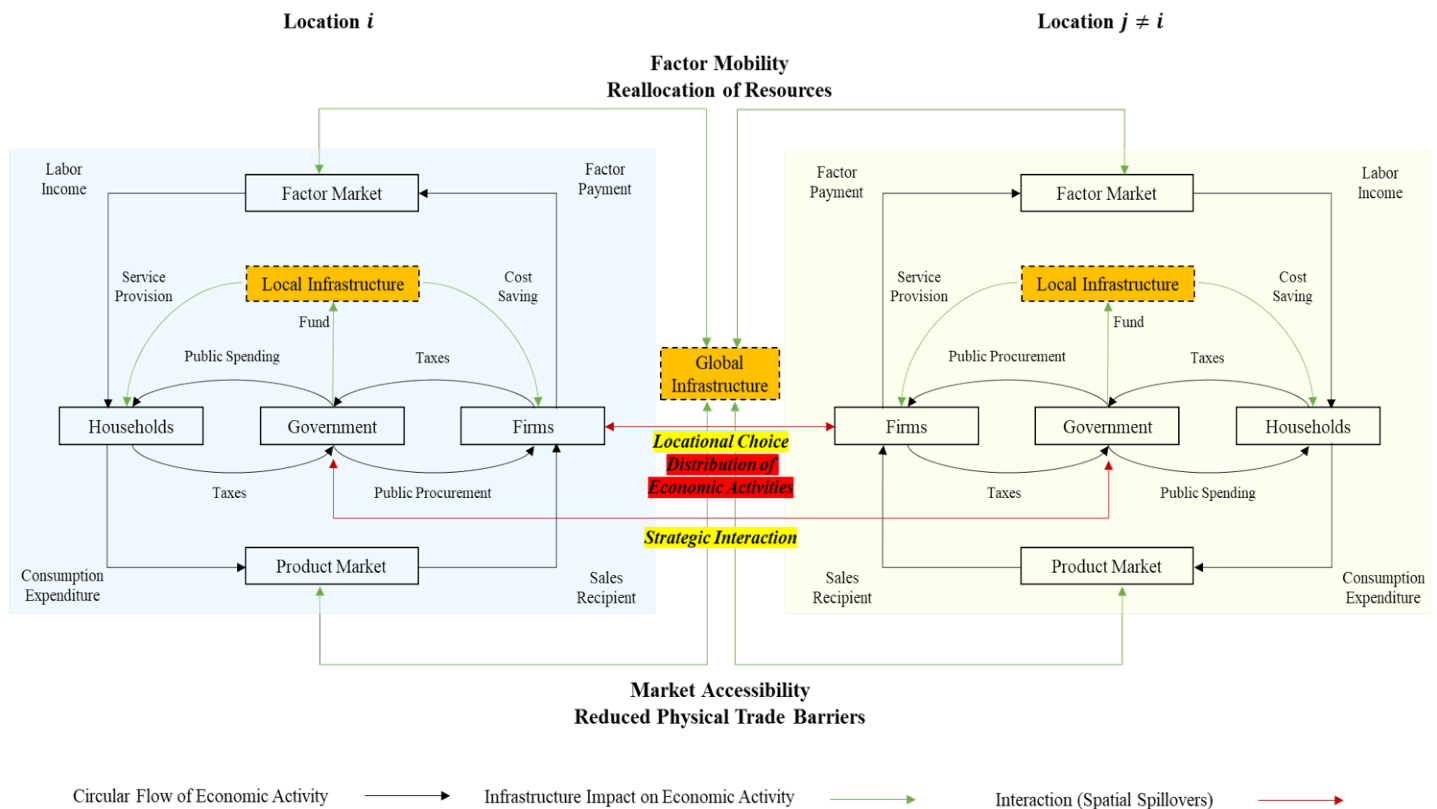 Location i
Location j ≠ i
Factor Mobility
Reallocation of Resources
Labor
Income
Factor
Payment
Factor Market
Service
Provision
Local Infrastructure
Cost
Saving
Fund
Public Spending
Taxes
Households
Government
Firms
Taxes
Public Procurement
Consumption
Expenditure
Product Market
Sales
Recipient
Global
Infrastructure
Locational Choice
Distribution of
Economic Activities
Strategic Interaction
Factor
Payment
Factor Market
Labor
Income
Service
Provision
Local Infrastructure
Cost
Saving
Fund
Public Procurement
Taxes
Firms
Government
Households
Taxes
Public Spending
Sales
Recipient
Product Market
Consumption
Expenditure
Market Accessibility
Reduced Physical Trade Barriers
Circular Flow of Economic Activity
Infrastructure Impact on Economic Activity
Interaction (Spatial Spillovers)